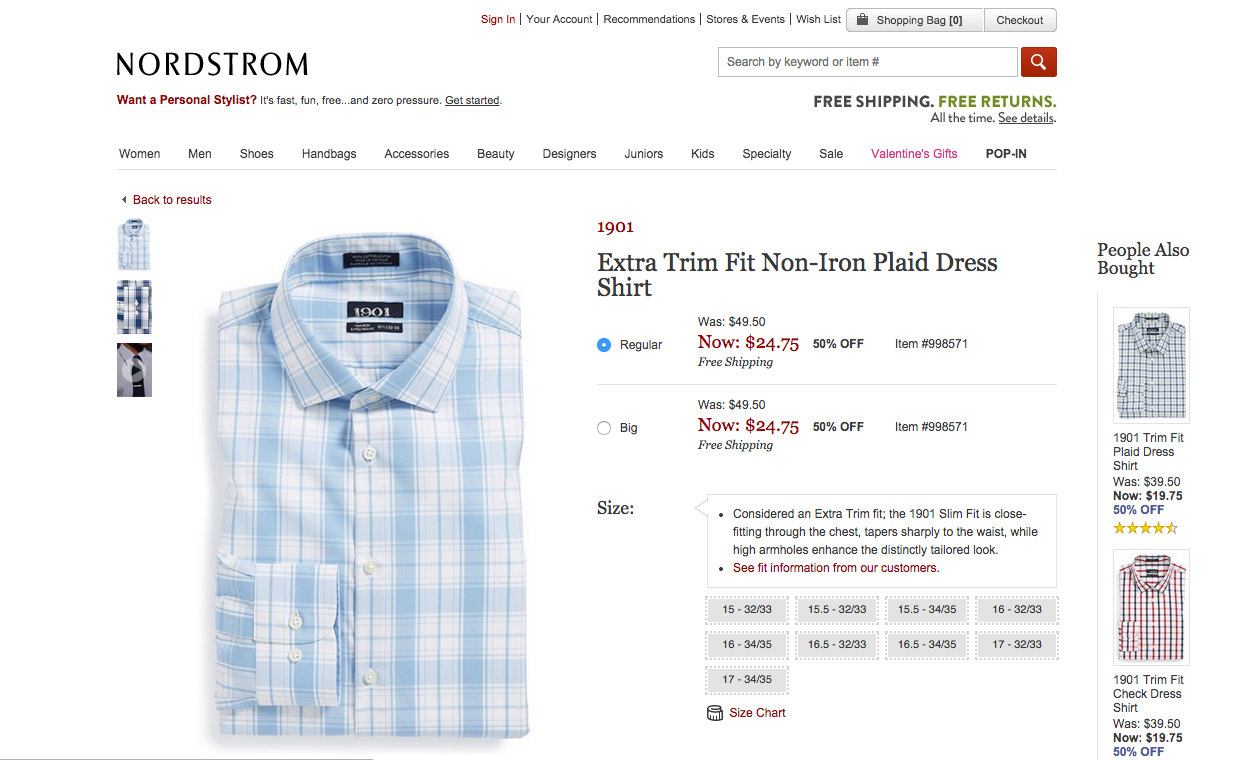 Sign In | Your Account | Recommendations | Stores & Events | Wish List Shopping Bag [0] Checkout
NORDSTROM
Search by keyword or item #
Want a Personal Stylist? It's fast, fun, free...and zero pressure. Get started.
FREE SHIPPING. FREE RETURNS.
All the time. See details.
Women Men Shoes Handbags Accessories Beauty Designers Juniors Kids Specialty Sale Valentine's Gifts POP-IN
Back to results
1901
1901
Extra Trim Fit Non-Iron Plaid Dress
Shirt
Was: $49.50
Regular Now: $24.75 50% OFF Item #998571
Free Shipping
Was: $49.50
Big Now: $24.75 50% OFF Item #998571
Free Shipping
Size:
• Considered an Extra Trim fit; the 1901 Slim Fit is close-
fitting through the chest, tapers sharply to the waist, while
high armholes enhance the distinctly tailored look.
• See fit information from our customers.
15 - 32/33 15.5 - 32/33 15.5 - 34/35 16 - 32/33
16 - 34/35 16.5 - 32/33 16.5 - 34/35 17 - 32/33
17 - 34/35
Size Chart
People Also
Bought
1901 Trim Fit
Plaid Dress
Shirt
Was: $39.50
Now: $19.75
50% OFF
1901 Trim Fit
Check Dress
Shirt
Was: $39.50
Now: $19.75
50% OFF